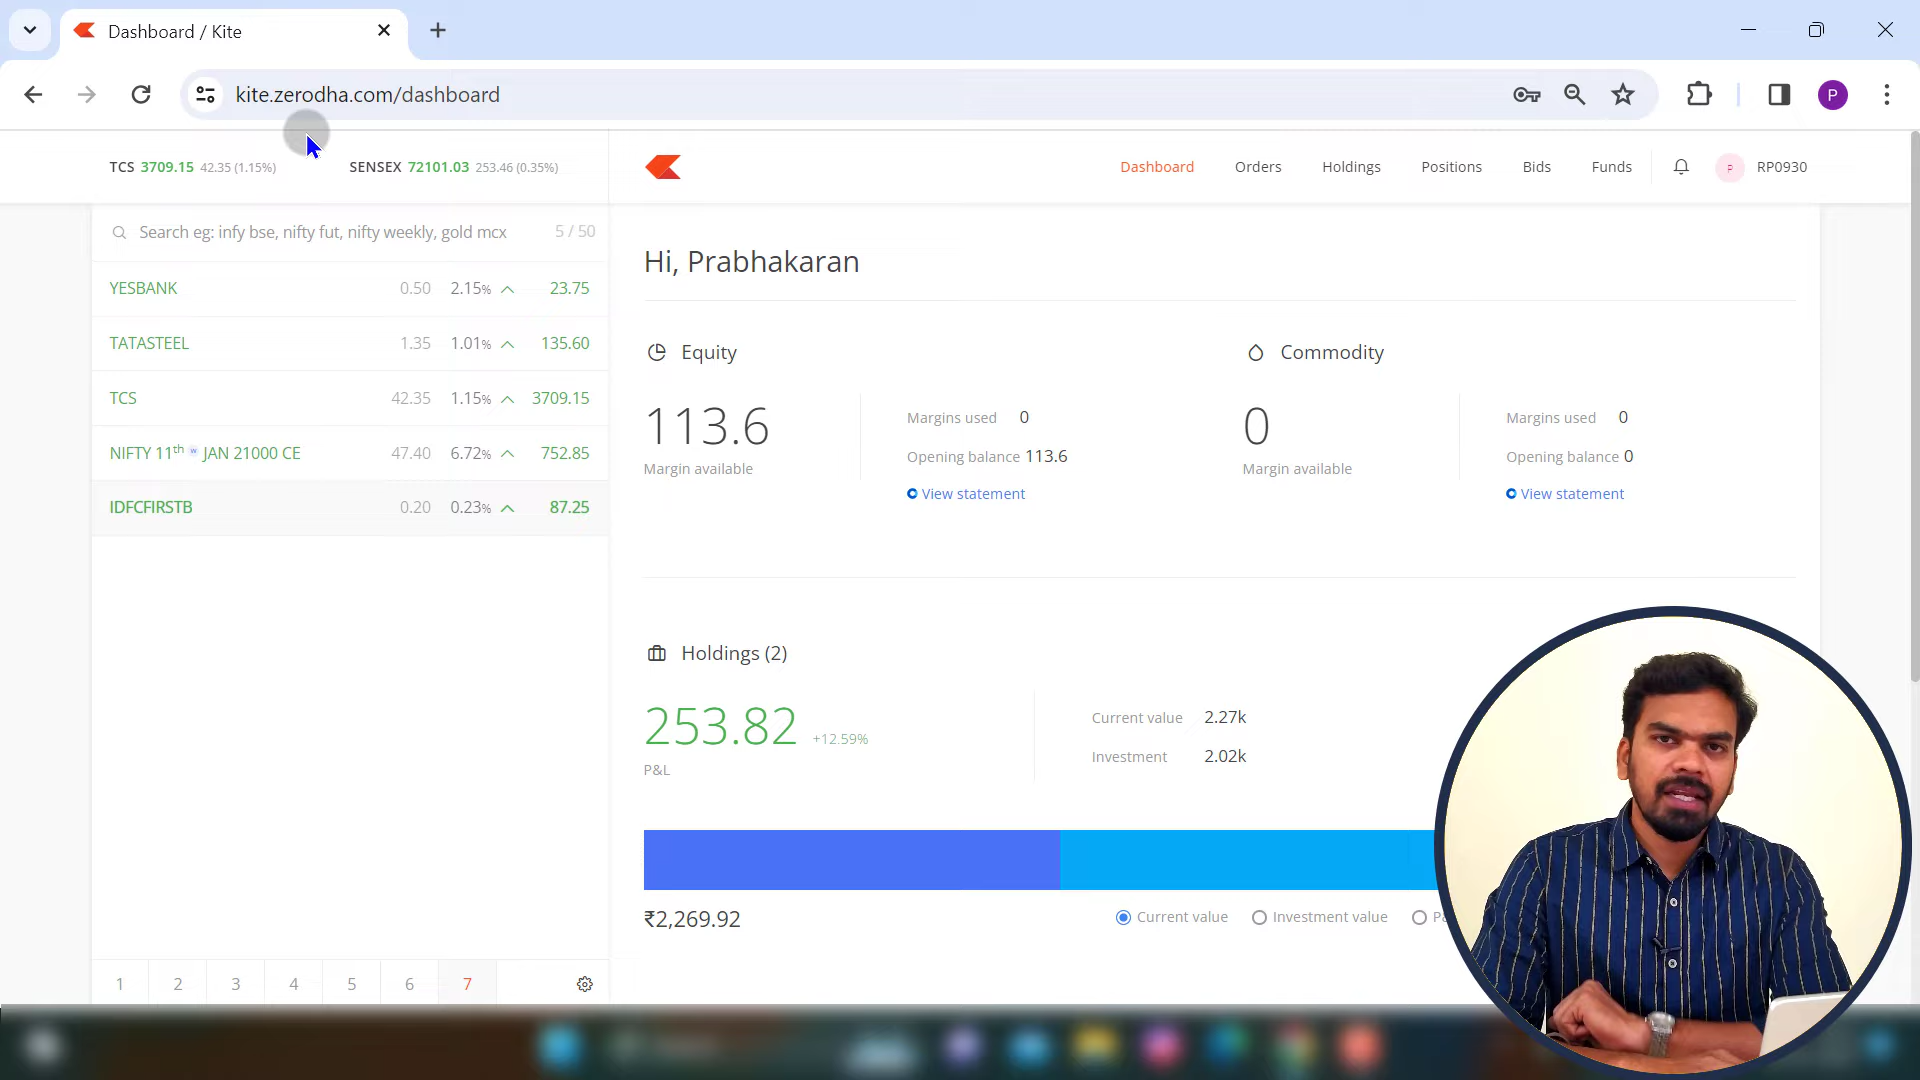 Dashboard / Kite
kite.zerodha.com/dashboard
P
TCS 3709.15 42.35 (1.15%) SENSEX 72101.03 253.46 (0.35%)
Dashboard Orders Holdings Positions Bids Funds P RP0930
Search eg: infy bse, nifty fut, nifty weekly, gold mcx 5 / 50
YESBANK 0.50 2.15% 23.75
TATASTEEL 1.35 1.01% 135.60
TCS 42.35 1.15% 3709.15
NIFTY 11th w JAN 21000 CE 47.40 6.72% 752.85
IDFCFIRSTB 0.20 0.23% 87.25
1 2 3 4 5 6 7
Hi, Prabhakaran
Equity
113.6
Margin available
Margins used 0
Opening balance 113.6
View statement
Commodity
0
Margin available
Margins used 0
Opening balance 0
View statement
Holdings (2)
253.82 +12.59%
P&L
Current value 2.27k
Investment 2.02k
₹2,269.92
Current value Investment value